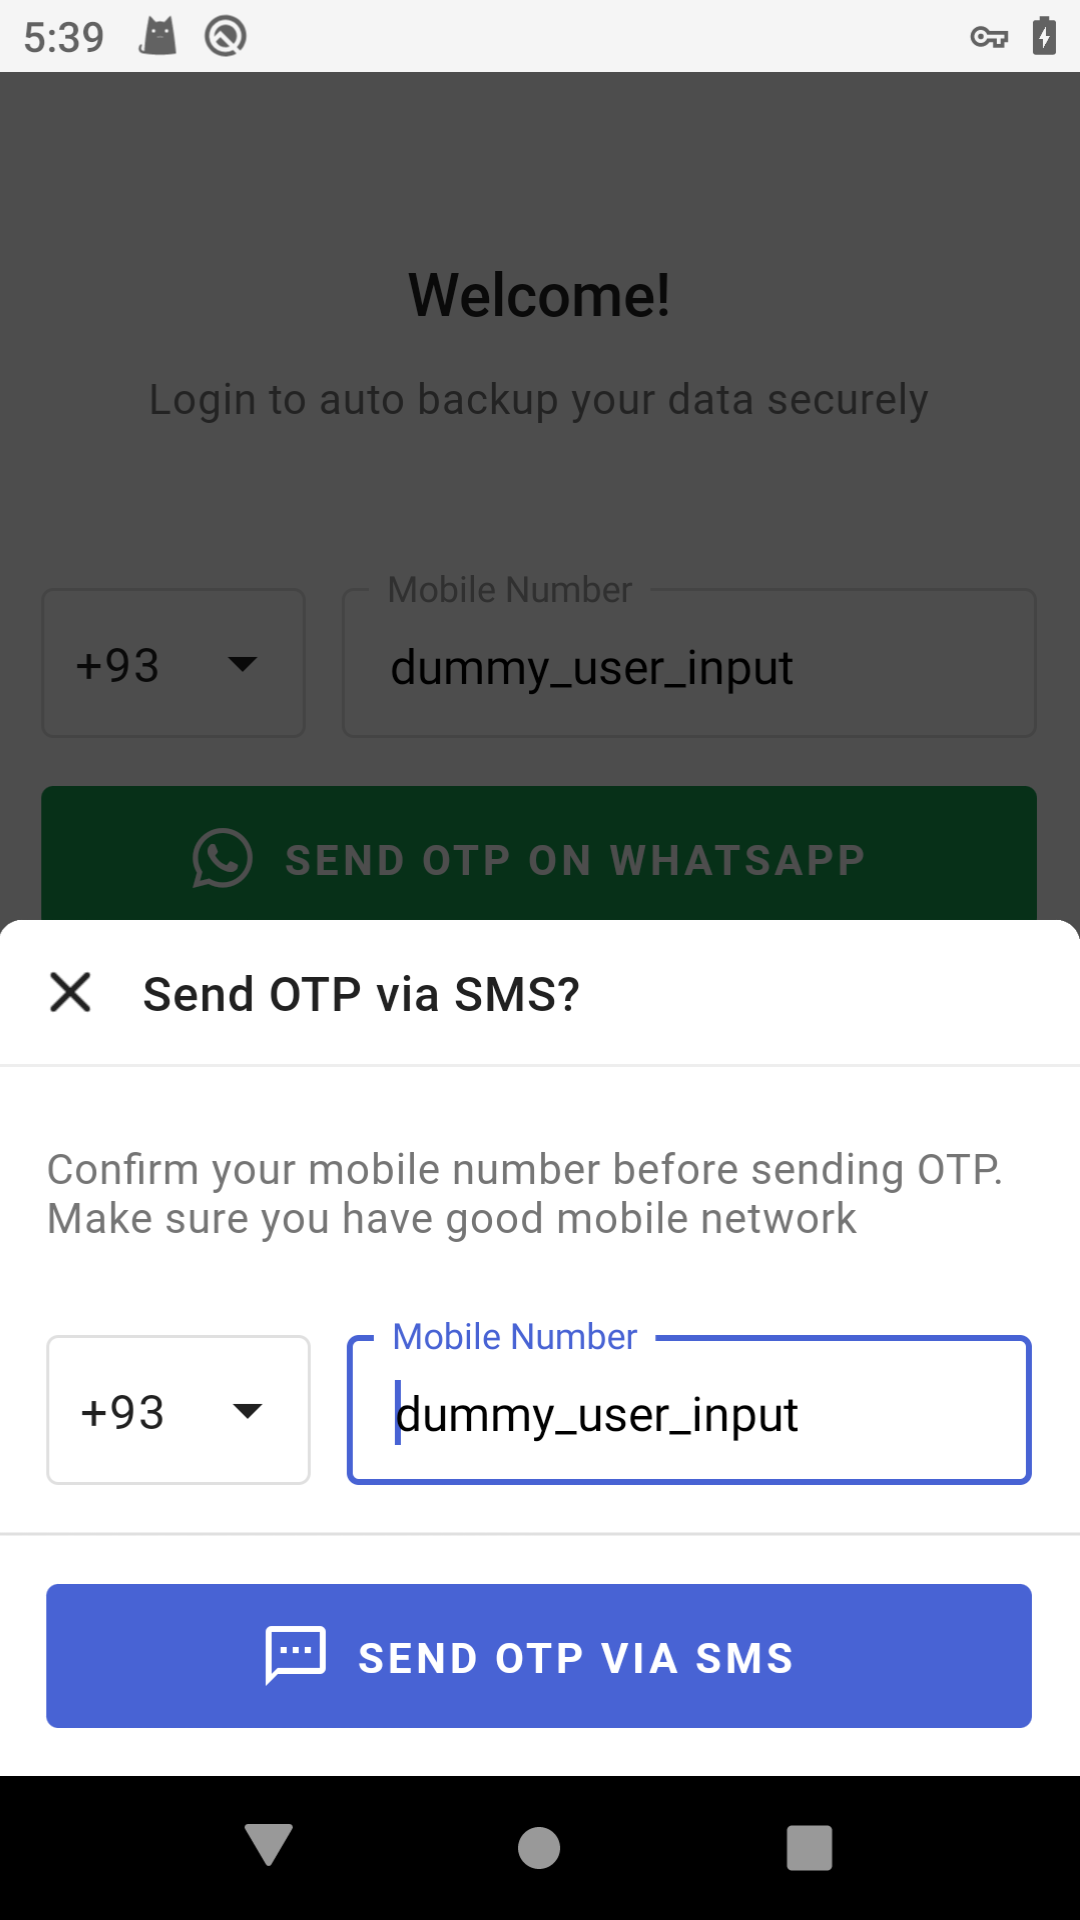 5:39
Welcome!
Login to auto backup your data securely
Mobile Number
+93
dummy_user_input
SEND OTP ON WHATSAPP
Send OTP via SMS?
Confirm your mobile number before sending OTP.
Make sure you have good mobile network
Mobile Number
+93
dummy_user_input
SEND OTP VIA SMS